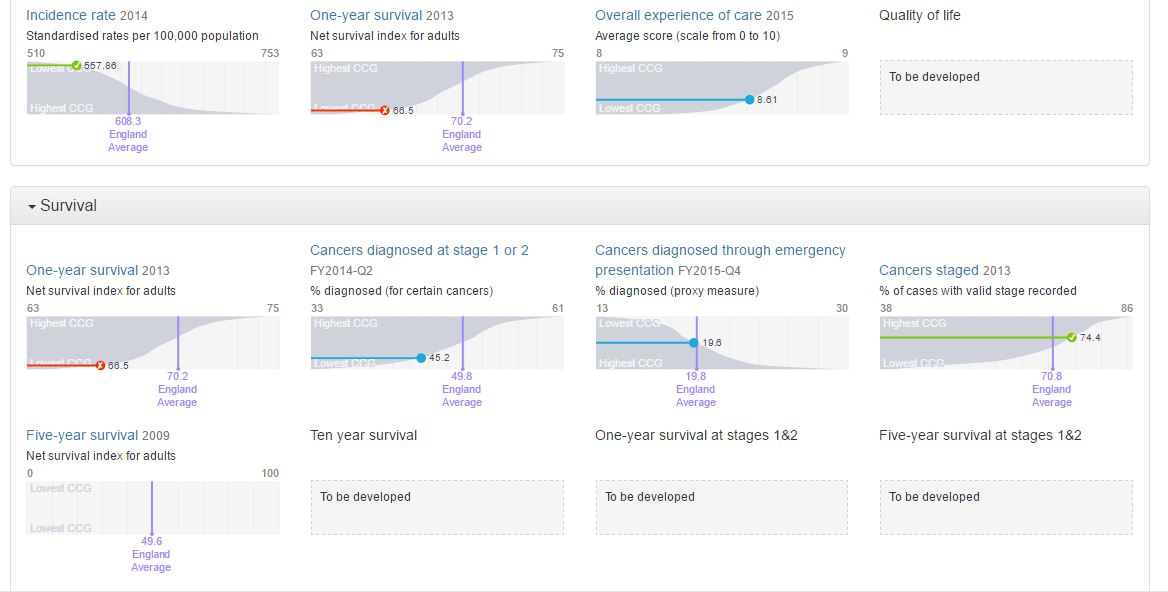 Incidence rate 2014
Standardised rates per 100,000 population
510 753
Lowest CCG
557.86
Highest CCG
608.3
England
Average
One-year survival 2013
Net survival index for adults
63 75
Highest CCG
Lowest CCG
66.5
70.2
England
Average
Overall experience of care 2015
Average score (scale from 0 to 10)
8 9
Highest CCG
8.61
Lowest CCG
Quality of life
To be developed
Survival
One-year survival 2013
Net survival index for adults
63 75
Highest CCG
Lowest CCG
66.5
70.2
England
Average
Cancers diagnosed at stage 1 or 2
FY2014-Q2
% diagnosed (for certain cancers)
33 61
Highest CCG
45.2
Lowest CCG
49.8
England
Average
Cancers diagnosed through emergency
presentation FY2015-Q4
% diagnosed (proxy measure)
13 30
Lowest CCG
19.6
Highest CCG
19.8
England
Average
Cancers staged 2013
% of cases with valid stage recorded
38 86
Highest CCG
74.4
Lowest CCG
70.8
England
Average
Five-year survival 2009
Net survival index for adults
0 100
Lowest CCG
Lowest CCG
49.6
England
Average
Ten year survival
To be developed
One-year survival at stages 1&2
To be developed
Five-year survival at stages 1&2
To be developed